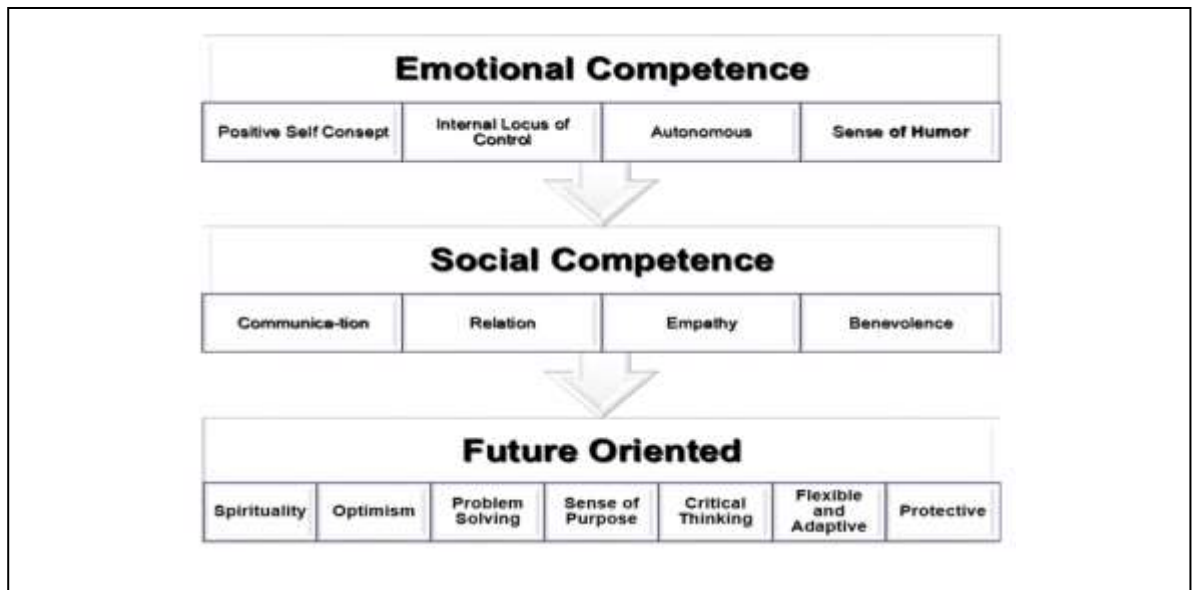 Emotional Competence
Positive Self Consept
Internal Locus of
Control
Autonomous
Sense of Humor
Social Competence
Communica-tion
Relation
Empathy
Benevolence
Future Oriented
Spirituality
Optimism
Problem
Solving
Sense of
Purpose
Critical
Thinking
Flexible
and
Adaptive
Protective